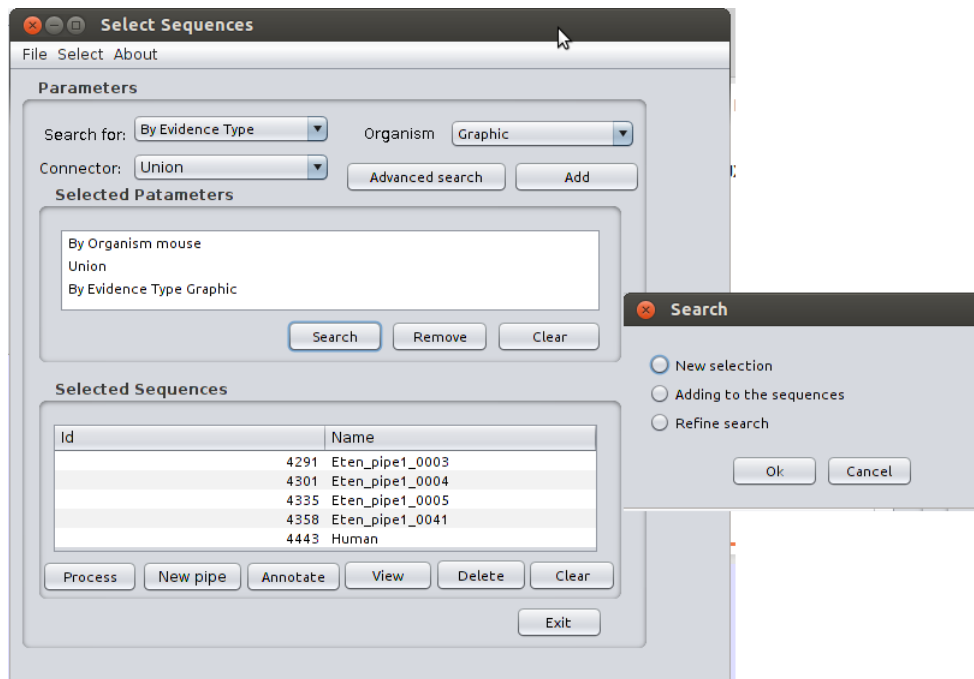 Select Sequences
File Select About
Parameters
Search for: By Evidence Type Organism Graphic
Connector: Union Advanced search Add
Selected Patameters
By Organism mouse
Union
By Evidence Type Graphic
Search Remove Clear
Selected Sequences
Id Name
4291 Eten_pipe1_0003
4301 Eten_pipe1_0004
4335 Eten_pipe1_0005
4358 Eten_pipe1_0041
4443 Human
Process New pipe Annotate View Delete Clear
Exit
Search
New selection
Adding to the sequences
Refine search
Ok Cancel